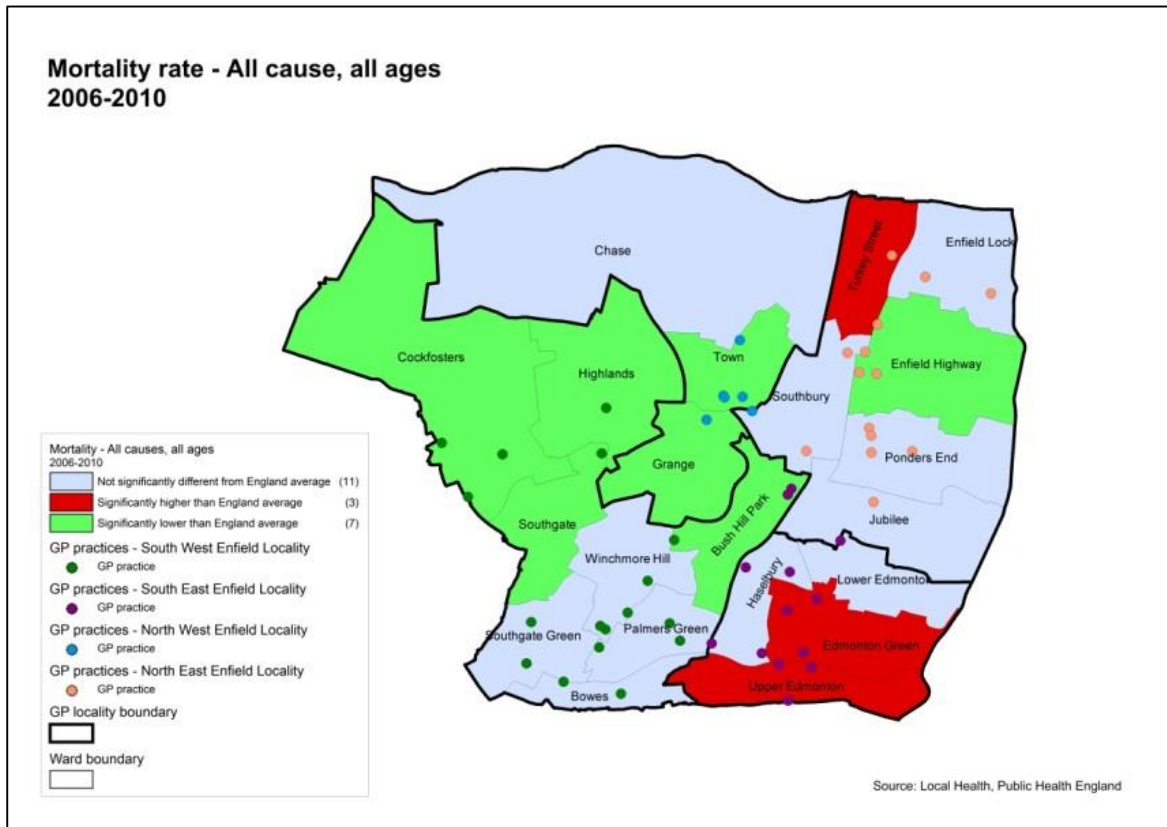 Mortality rate - All cause, all ages
2006-2010
Chase
Turkey Street
Enfield Lock
Cockfosters
Highlands
Town
Enfield Highway
Southbury
Grange
Ponders End
Southgate
Bush Hill Park
Jubilee
Winchmore Hill
Haselbury
Lower Edmonton
Southgate Green
Palmers Green
Edmonton Green
Bowes
Upper Edmonton
Mortality - All causes, all ages
2006-2010
Not significantly different from England average (11)
Significantly higher than England average (3)
Significantly lower than England average (7)
GP practices - South West Enfield Locality
GP practice
GP practices - South East Enfield Locality
GP practice
GP practices - North West Enfield Locality
GP practice
GP practices - North East Enfield Locality
GP practice
GP locality boundary
Ward boundary
Source: Local Health, Public Health England